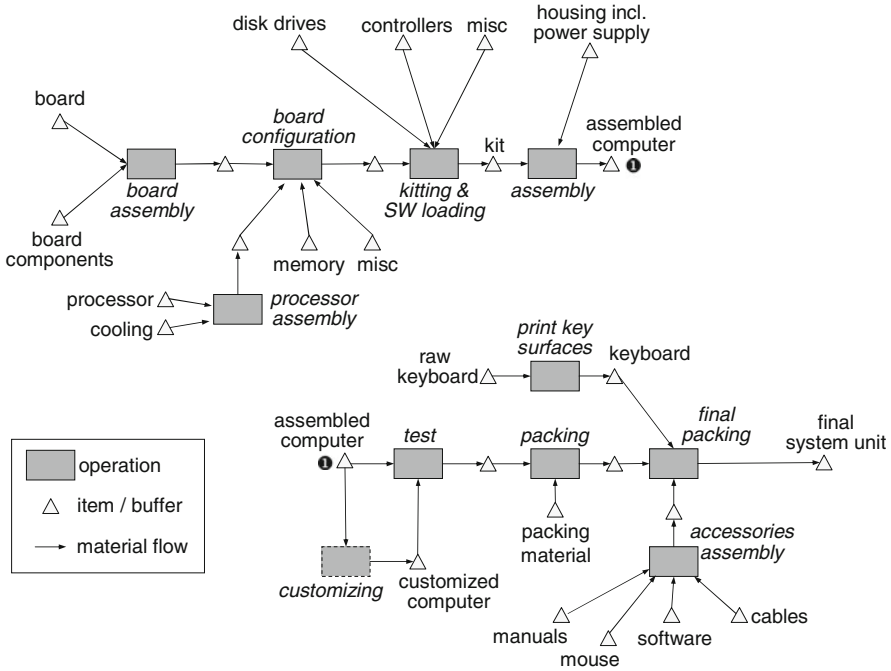 disk drives
controllers
misc
housing incl.
power supply
board
board
configuration
kit
assembled
computer
❶
board
assembly
kitting &
SW loading
assembly
board
components
memory
misc
processor
cooling
processor
assembly
print key
surfaces
raw
keyboard
keyboard
assembled
computer
❶
test
packing
final
packing
final
system unit
operation
item / buffer
material flow
packing
material
accessories
assembly
customizing
customized
computer
manuals
mouse
software
cables